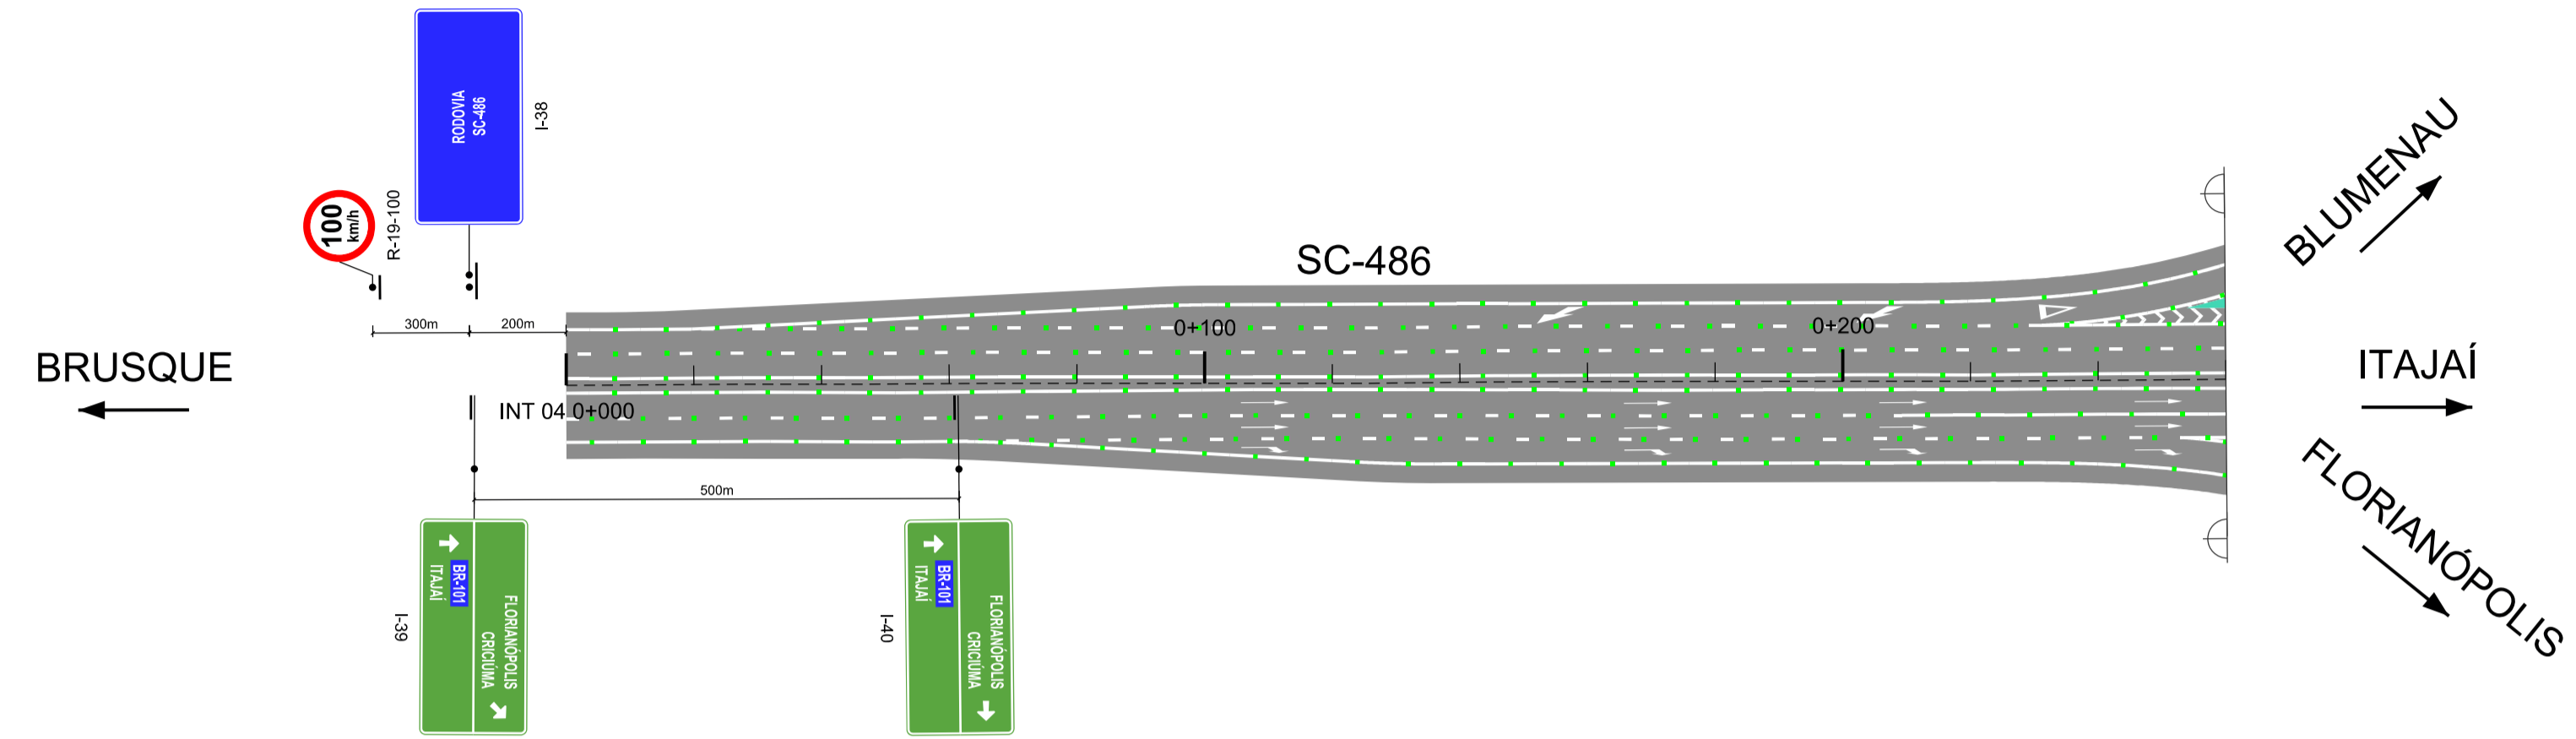 RODOVIA
SC-486
I-38
100
km/h
R-19-100
SC-486
BLUMENAU
300m
200m
0+100
0+200
BRUSQUE
ITAJAÍ
INT 04 0+000
500m
FLORIANÓPOLIS
BR-101
ITAJAÍ
FLORIANÓPOLIS
CRICIÚMA
I-39
BR-101
ITAJAÍ
FLORIANÓPOLIS
CRICIÚMA
I-40